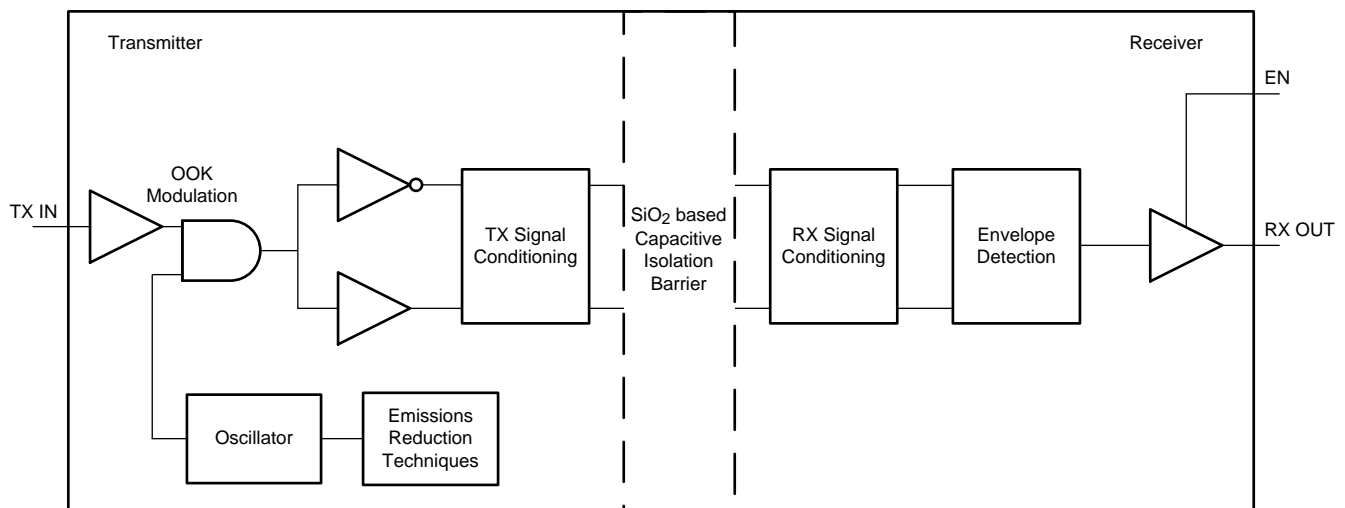 Transmitter
Receiver
EN
OOK
Modulation
TX IN
TX Signal
Conditioning
SiO2 based
Capacitive
Isolation
Barrier
RX Signal
Conditioning
Envelope
Detection
RX OUT
Oscillator
Emissions
Reduction
Techniques